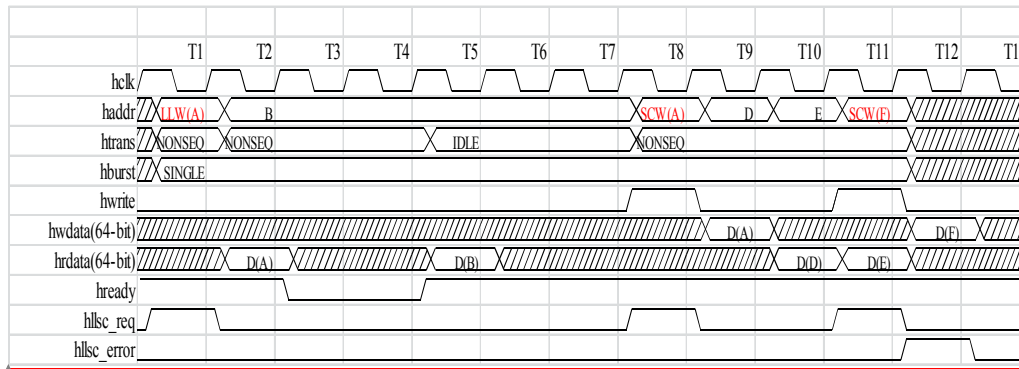 T1 T2 T3 T4 T5 T6 T7 T8 T9 T10 T11 T12 T1
hclk
haddr LLW(A) B SCW(A) D E SCW(F)
htrans NONSEQ NONSEQ IDLE NONSEQ
hburst SINGLE
hwrite
hwdata(64-bit) D(A) D(F)
hrdata(64-bit) D(A) D(B) D(D) D(E)
hready
hllsc_req
hllsc_error